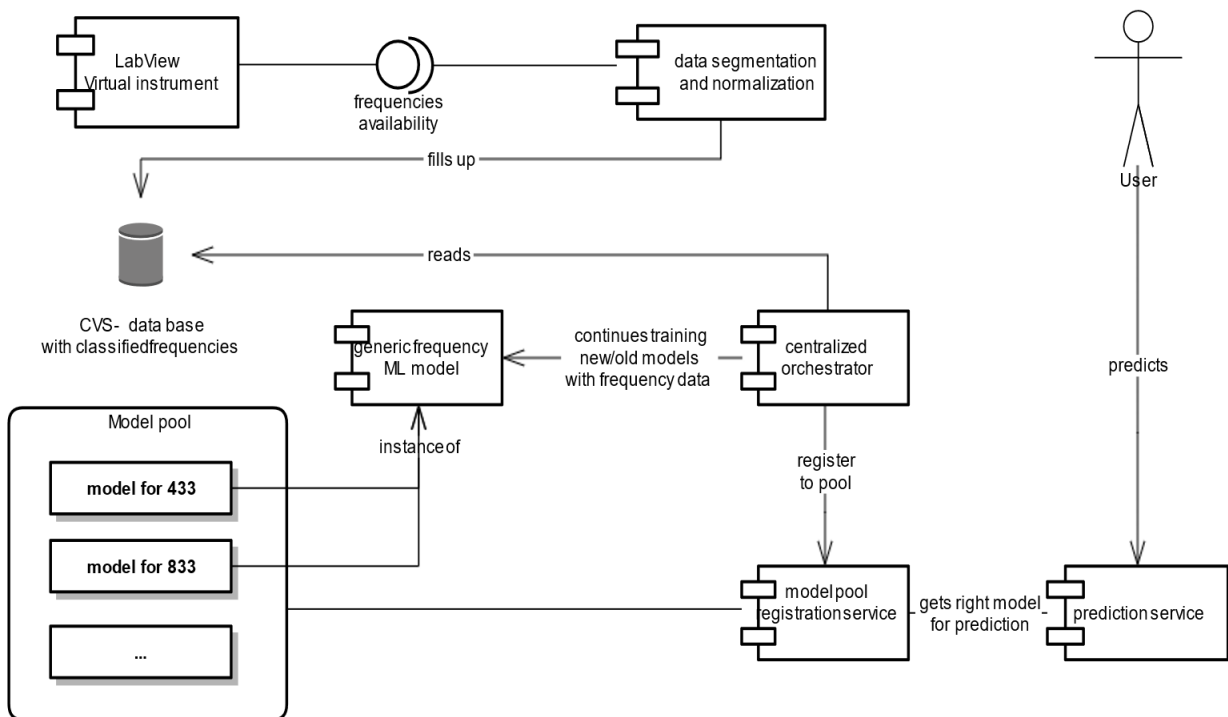 LabView
Virtual instrument
frequencies
availability
data segmentation
and normalization
fills up
User
reads
CVS- data base
with classifiedfrequencies
generic frequency
ML model
continues training
new/old models
with frequency data
centralized
orchestrator
predicts
Model pool
instance of
model for 433
register
to pool
model for 833
model pool
registration service
gets right model
for prediction
prediction service
...